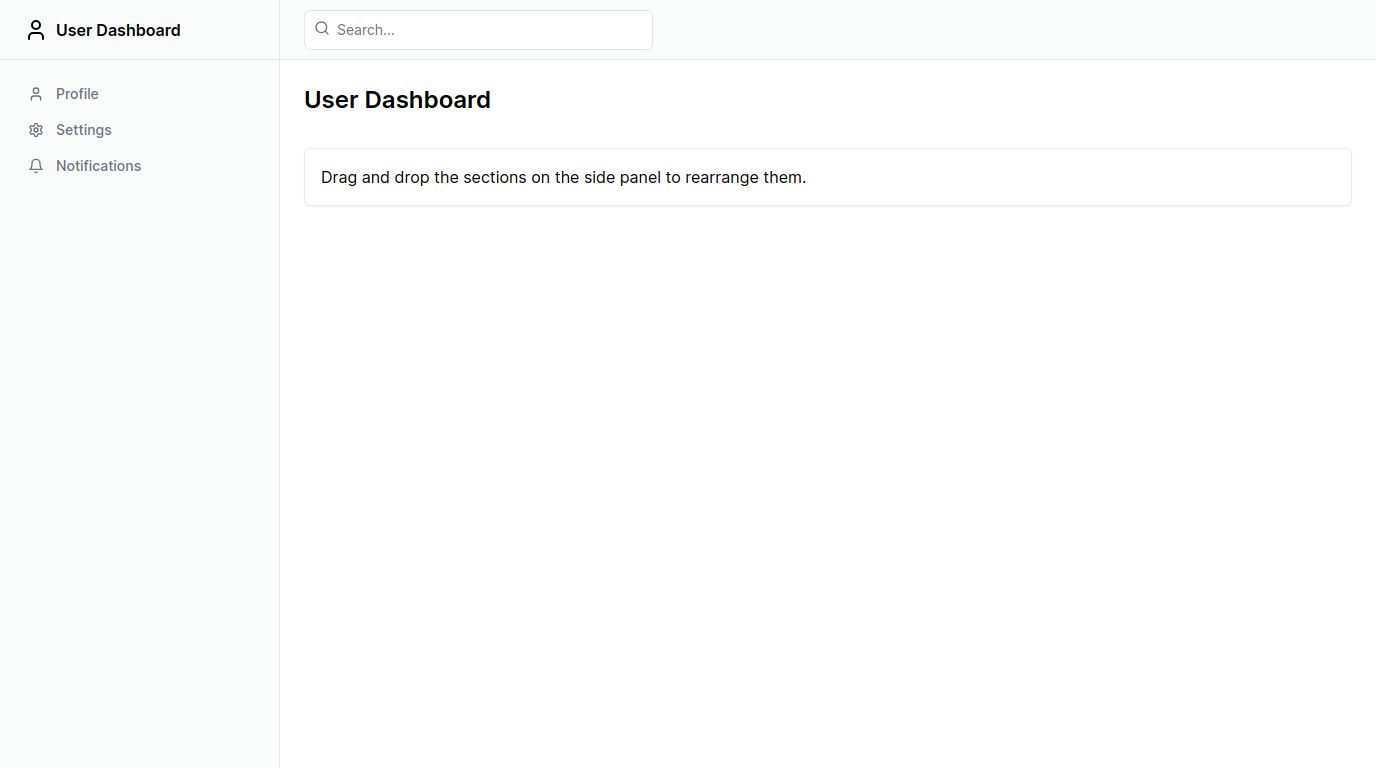 User Dashboard
Search...
Profile
Settings
Notifications
User Dashboard
Drag and drop the sections on the side panel to rearrange them.